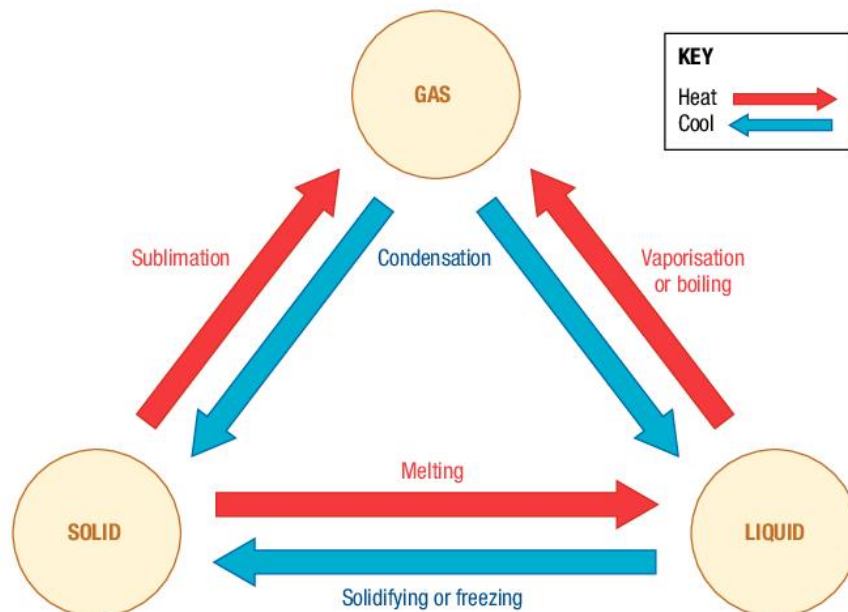 GAS
KEY
Heat
Cool
Sublimation
Condensation
Vaporisation
or boiling
Melting
SOLID
LIQUID
Solidifying or freezing